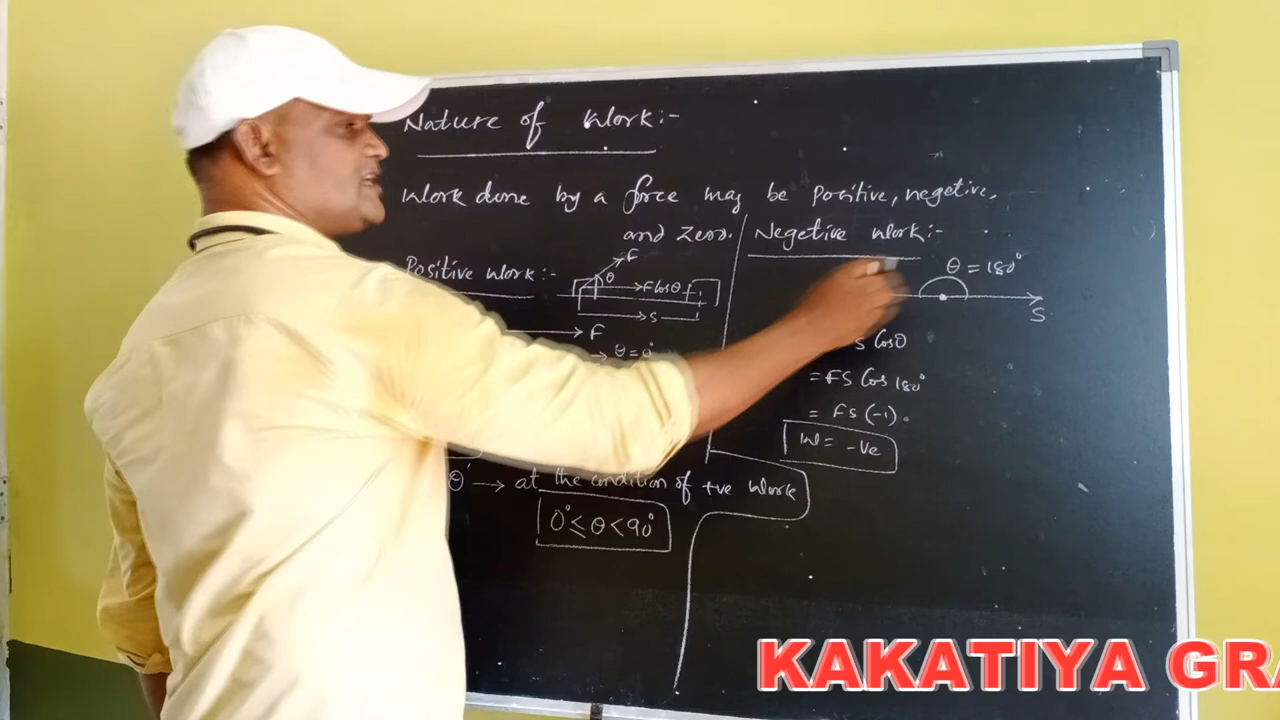 Nature of Work:-
Work done by a force may be Positive, negetive,
and Zero.
Positive Work:-
F
θ
F Cosθ
S
F
θ = 0°
θ → at the condition of +ve Work
0° ≤ θ < 90°
Negetive Work:-
θ = 180°
S
S Cosθ
= FS Cos 180°
= FS (-1).
W = -Ve
KAKATIYA GRA